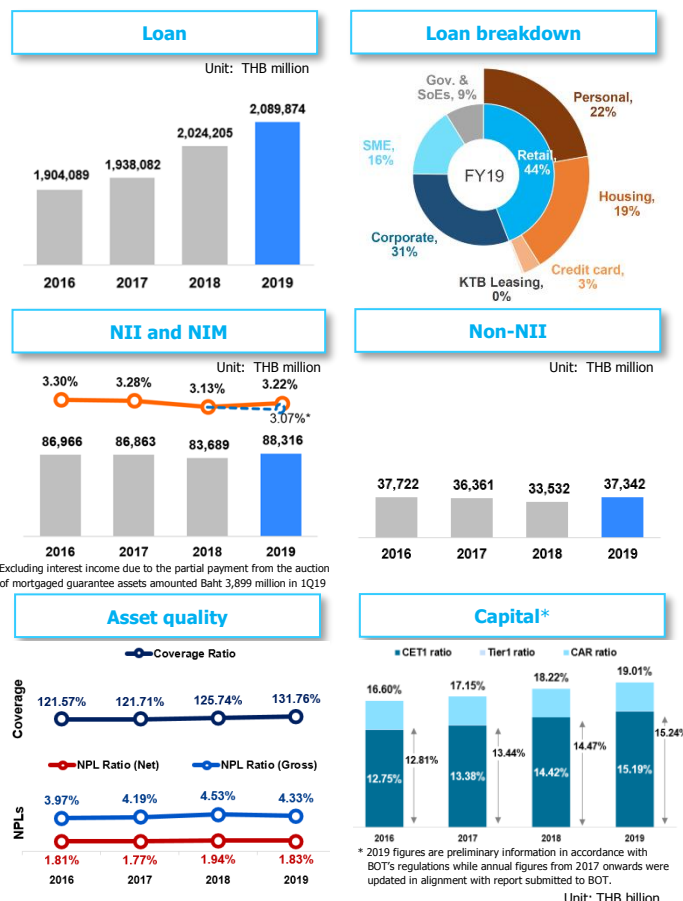 Loan
Unit: THB million
2,089,874
2,024,205
1,938,082
1,904,089
2016 2017 2018 2019
Loan breakdown
Gov. &
SoEs, 9%
Personal,
22%
SME,
16%
Retail,
44%
FY19
Housing,
19%
Corporate,
31%
Credit card,
3%
KTB Leasing,
0%
NII and NIM
Unit: THB million
3.30% 3.28% 3.13% 3.22%
3.07%*
86,966 86,863 83,689 88,316
2016 2017 2018 2019
Excluding interest income due to the partial payment from the auction
of mortgaged guarantee assets amounted Baht 3,899 million in 1Q19
Non-NII
Unit: THB million
37,722 36,361 33,532 37,342
2016 2017 2018 2019
Asset quality
Coverage Ratio
Coverage
121.57% 121.71% 125.74% 131.76%
NPL Ratio (Net) NPL Ratio (Gross)
NPLs
3.97% 4.19% 4.53% 4.33%
1.81% 1.77% 1.94% 1.83%
2016 2017 2018 2019
Capital*
CET1 ratio Tier1 ratio CAR ratio
16.60% 17.15% 18.22% 19.01%
12.81% 13.44% 14.47% 15.24%
12.75% 13.38% 14.42% 15.19%
2016 2017 2018 2019
* 2019 figures are preliminary information in accordance with
BOT's regulations while annual figures from 2017 onwards were
updated in alignment with report submitted to BOT.
Unit: THB billion